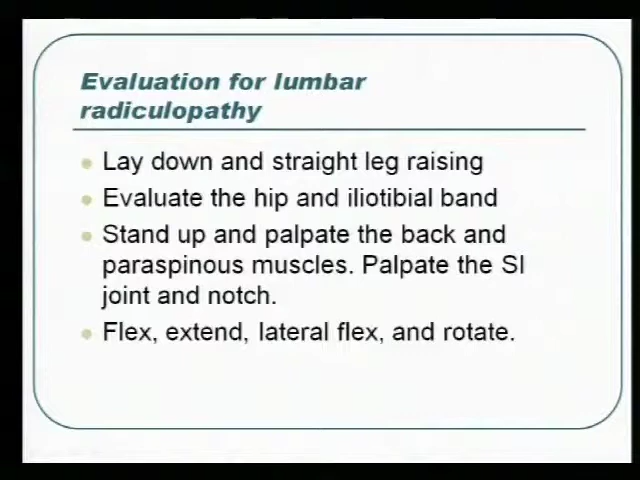 Evaluation for lumbar
radiculopathy
Lay down and straight leg raising
Evaluate the hip and iliotibial band
Stand up and palpate the back and
paraspinous muscles. Palpate the SI
joint and notch.
Flex, extend, lateral flex, and rotate.